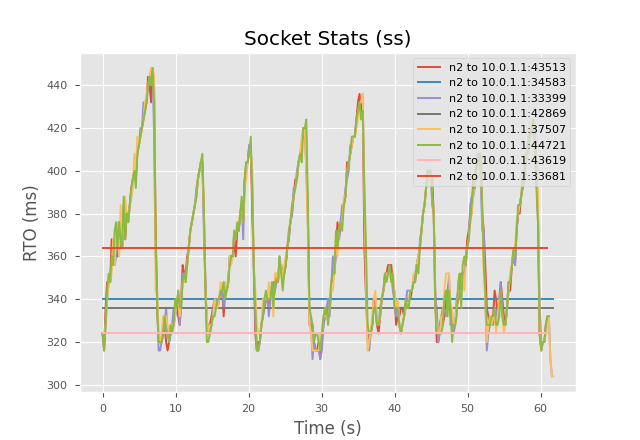 Socket Stats (ss)
n2 to 10.0.1.1:43513
n2 to 10.0.1.1:34583
n2 to 10.0.1.1:33399
n2 to 10.0.1.1:42869
n2 to 10.0.1.1:37507
n2 to 10.0.1.1:44721
n2 to 10.0.1.1:43619
n2 to 10.0.1.1:33681
RTO (ms)
440
420
400
380
360
340
320
300
0 10 20 30 40 50 60
Time (s)